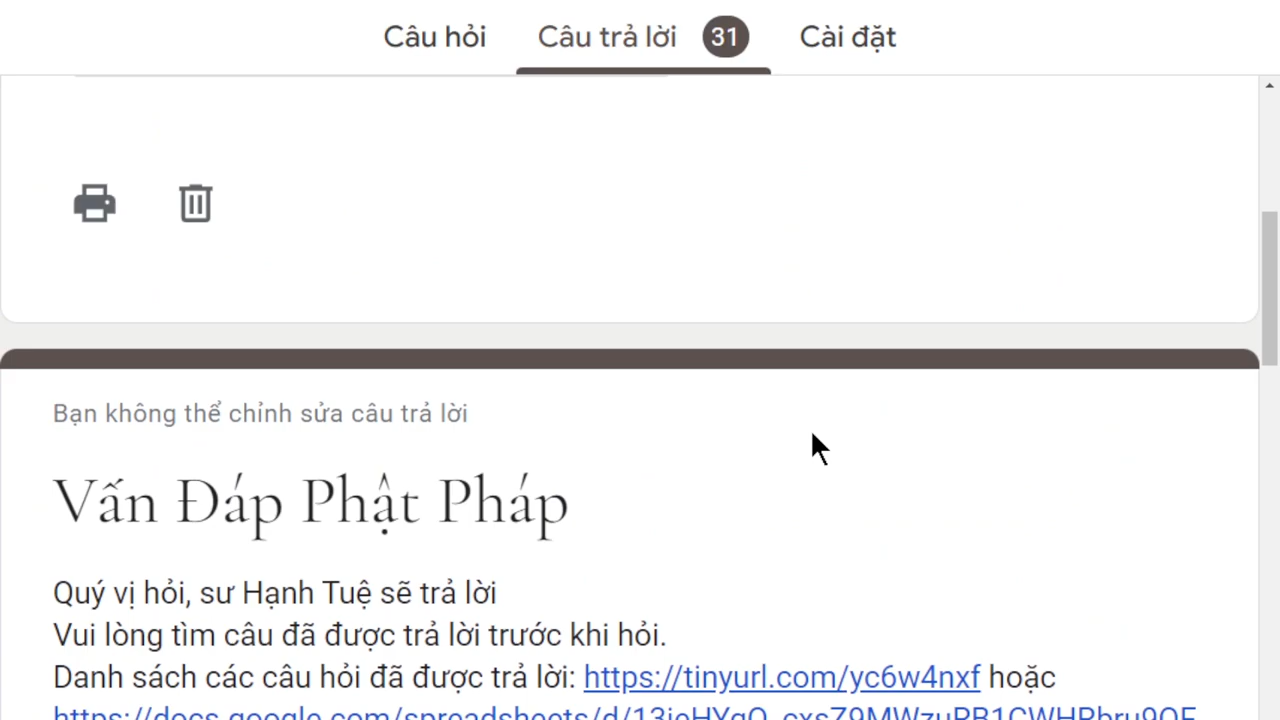 Câu hỏi
Câu trả lời 31
Cài đặt
Bạn không thể chỉnh sửa câu trả lời
Vấn Đáp Phật Pháp
Quý vị hỏi, sư Hạnh Tuệ sẽ trả lời
Vui lòng tìm câu đã được trả lời trước khi hỏi.
Danh sách các câu hỏi đã được trả lời: https://tinyurl.com/yc6w4nxf hoặc